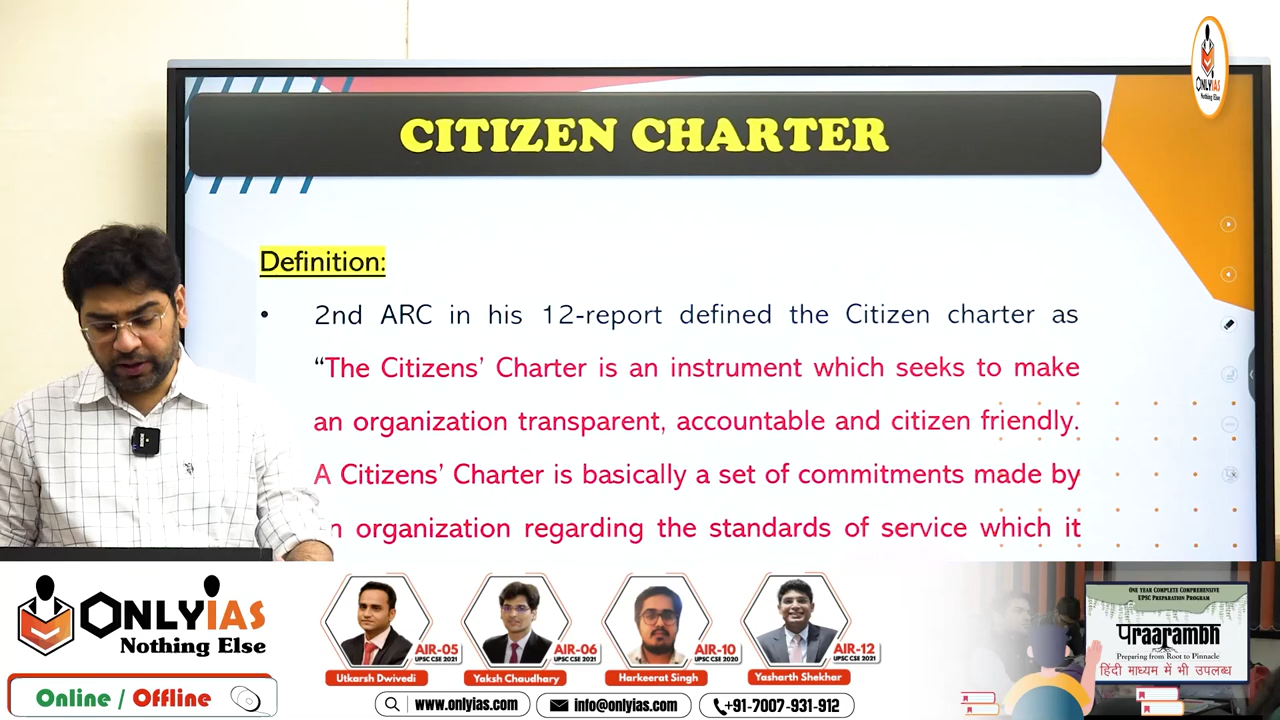 ONLYIAS
Nothing Else
CITIZEN CHARTER
Definition:
• 2nd ARC in his 12-report defined the Citizen charter as
“The Citizens’ Charter is an instrument which seeks to make
an organization transparent, accountable and citizen friendly.
A Citizens’ Charter is basically a set of commitments made by
organization regarding the standards of service which it
ONLYIAS
Nothing Else
Online / Offline
AIR-05
UPSC CSE 2021
Utkarsh Dwivedi
AIR-06
UPSC CSE 2021
Yaksh Chaudhary
AIR-10
UPSC CSE 2020
Harkeerat Singh
AIR-12
UPSC CSE 2021
Yasharth Shekhar
www.onlyias.com
info@onlyias.com
+91-7007-931-912
ONE YEAR COMPLETE COMPREHENSIVE
UPSC PREPARATION PROGRAM
Praarambh
Preparing from Root to Pinnacle
हिंदी माध्यम में भी उपलब्ध